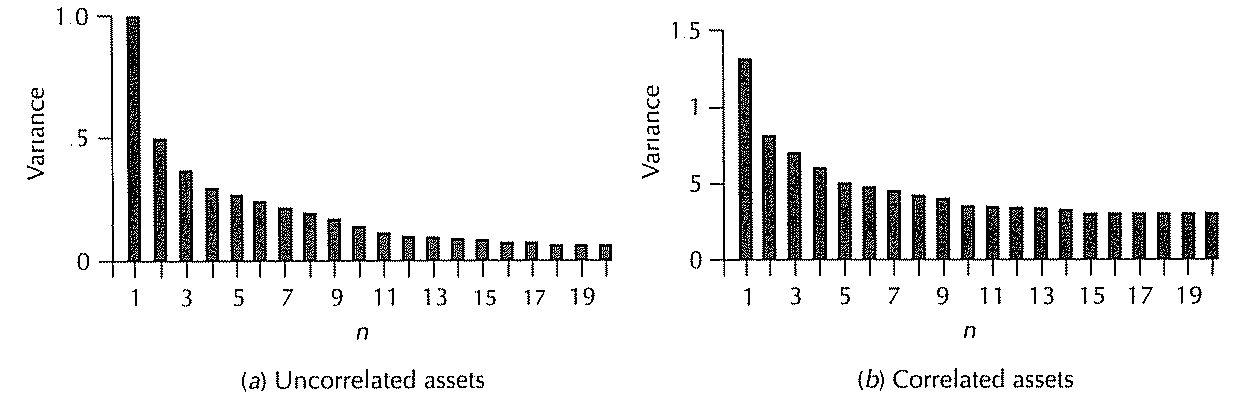 1.0
.5
0
Variance
1 3 5 7 9 11 13 15 17 19
n
(a) Uncorrelated assets
1.5
1
5
0
Variance
1 3 5 7 9 11 13 15 17 19
n
(b) Correlated assets